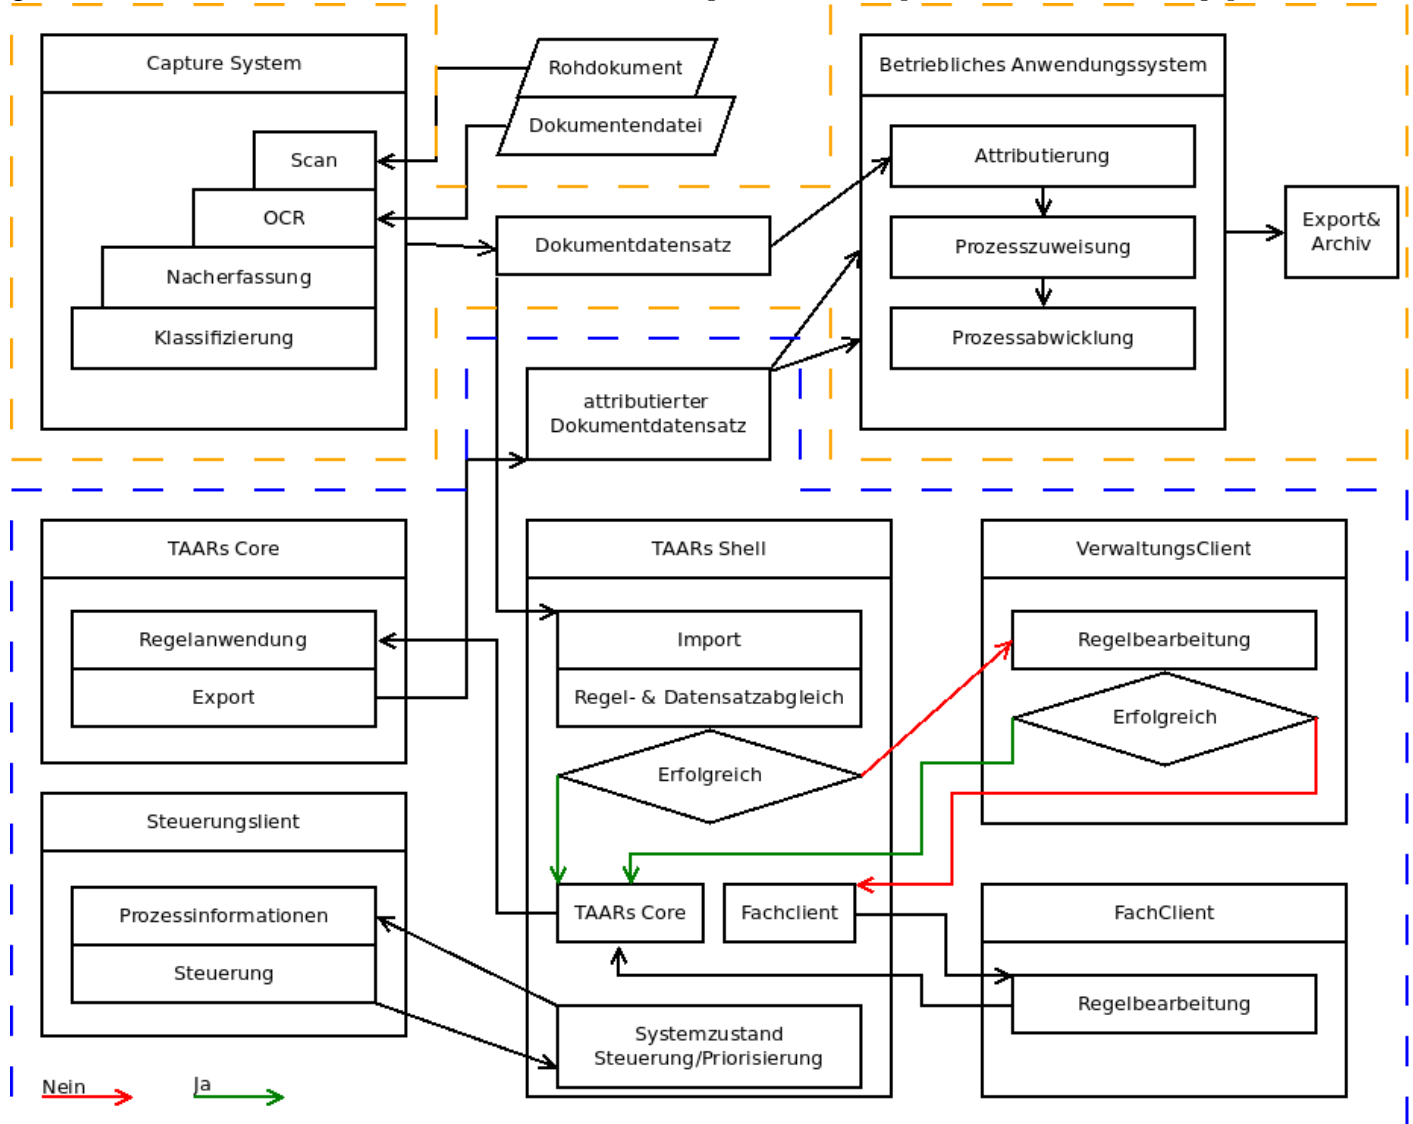 Capture System
Rohdokument
Dokumentendatei
Betriebliches Anwendungssystem
Scan
OCR
Nacherfassung
Klassifizierung
Dokumentdatensatz
Attributierung
Prozesszuweisung
Prozessabwicklung
Export&
Archiv
attributierter
Dokumentdatensatz
TAARs Core
Regelanwendung
Export
TAARs Shell
Import
Regel- & Datensatzabgleich
Erfolgreich
TAARs Core
Fachclient
Systemzustand
Steuerung/Priorisierung
VerwaltungsClient
Regelbearbeitung
Erfolgreich
Steuerungslient
Prozessinformationen
Steuerung
FachClient
Regelbearbeitung
Nein
Ja